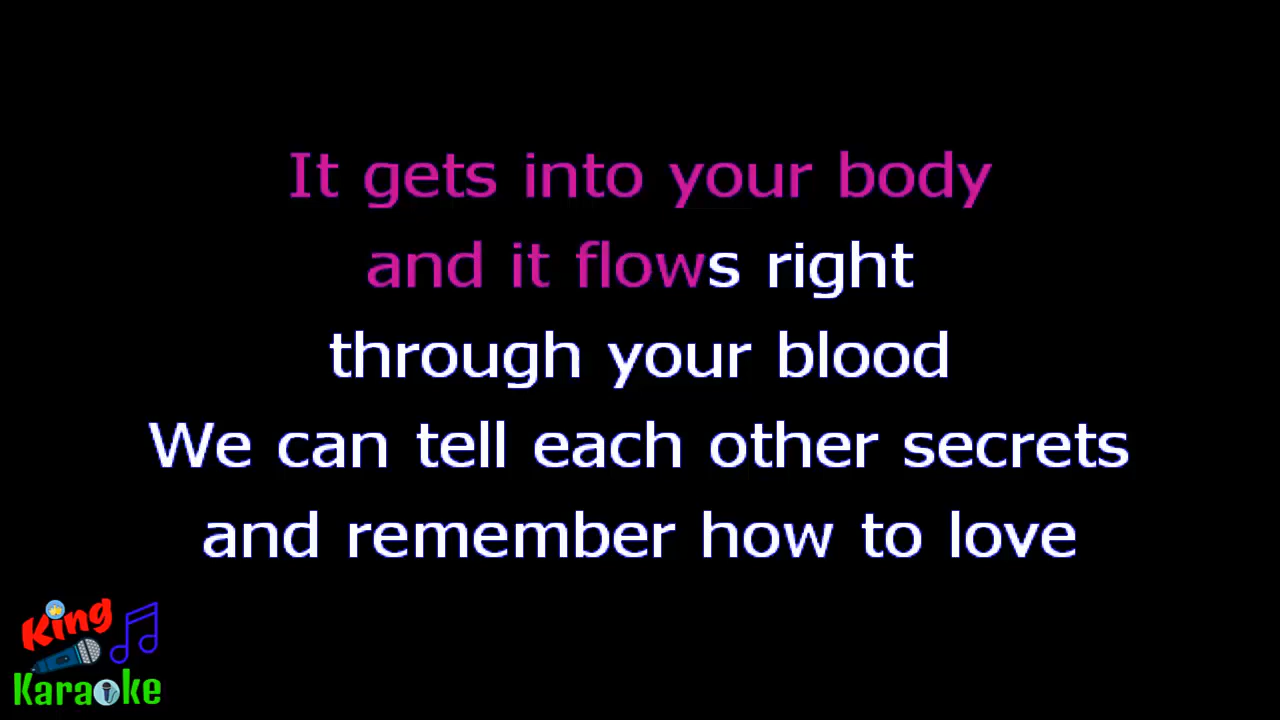 It gets into your body
and it flows right
through your blood
We can tell each other secrets
and remember how to love
King
Karaoke